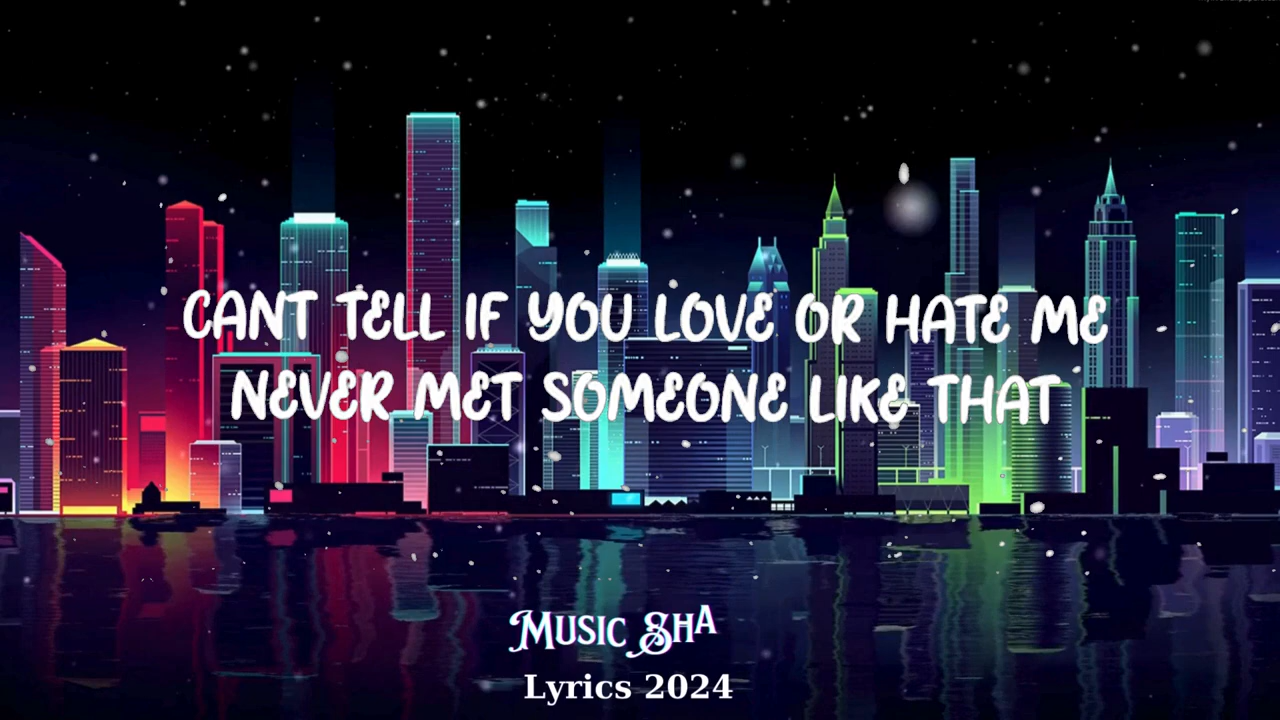 CANT TELL IF YOU LOVE OR HATE ME
NEVER MET SOMEONE LIKE THAT
MUSIC SHA
Lyrics 2024